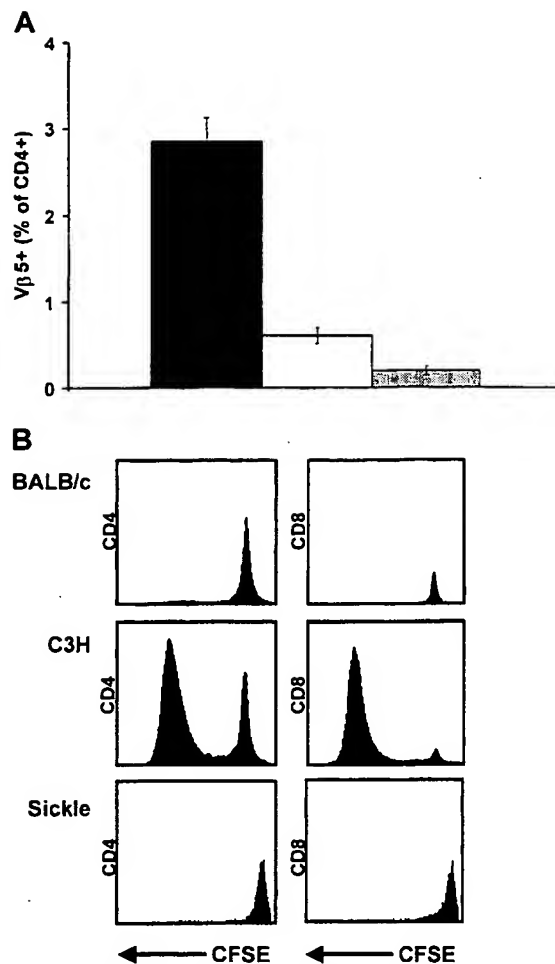 A
4
3
2
1
0
Vβ5+ (% of CD4+)
B
BALB/c
CD4
CD8
C3H
CD4
CD8
Sickle
CD4
CD8
CFSE
CFSE